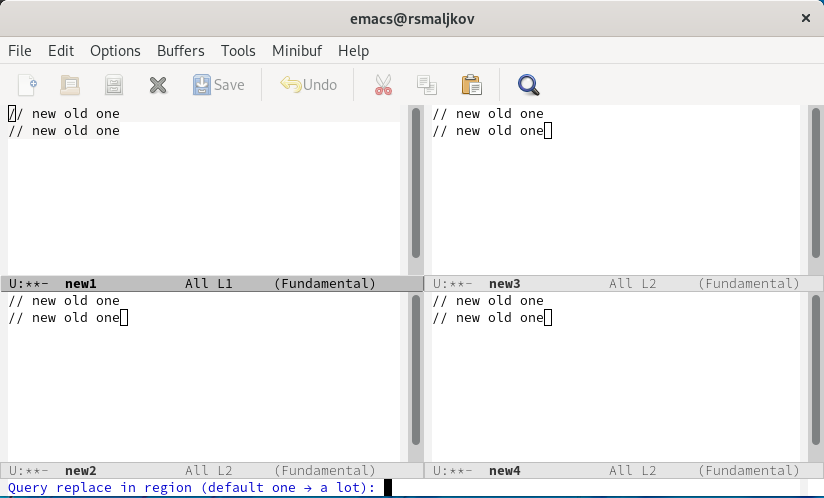 emacs@rsmaljkov
File Edit Options Buffers Tools Minibuf Help
Save Undo
// new old one
// new old one
U:**- new1 All L1 (Fundamental)
// new old one
// new old one
U:**- new3 All L2 (Fundamental)
// new old one
// new old one
U:**- new2 All L2 (Fundamental)
// new old one
// new old one
U:**- new4 All L2 (Fundamental)
Query replace in region (default one → a lot):